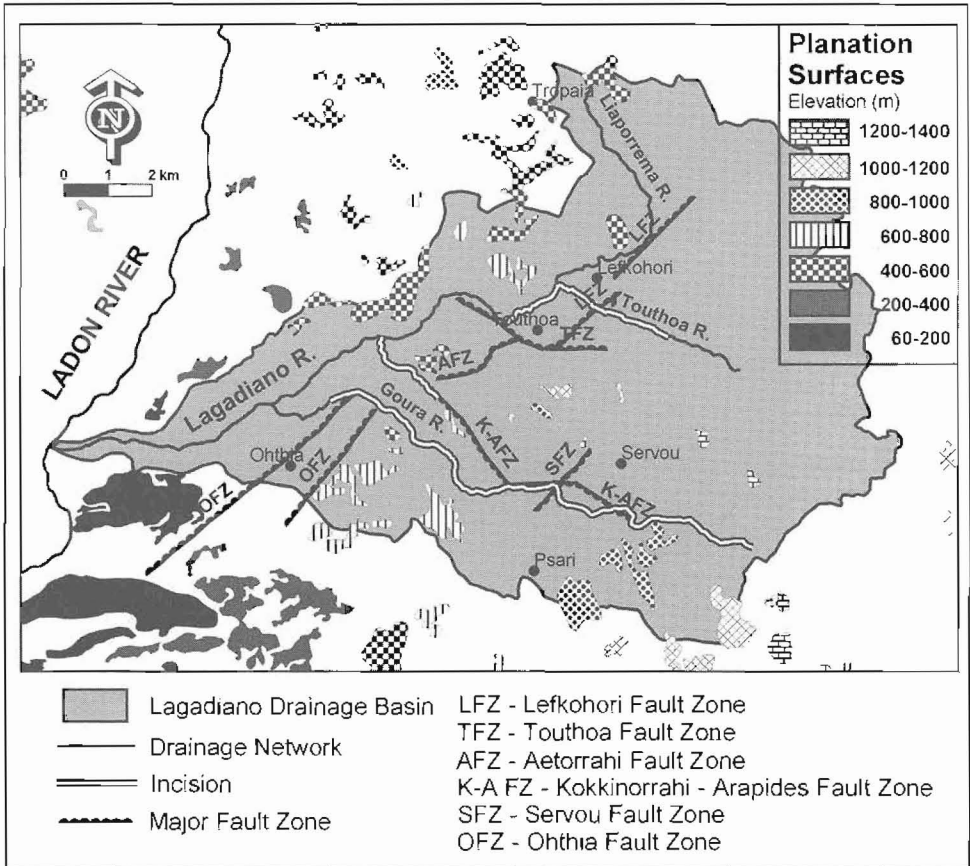 Planation
Surfaces
Elevation (m)
1200-1400
1000-1200
800-1000
600-800
400-600
200-400
60-200
N
0 1 2 km
LADON RIVER
Tropaia
Liaporrema R.
LFZ
Lefkohori
Touthoa R.
Touthoa
TFZ
AFZ
Lagadiano R.
Goura R.
K-AFZ
Ohthia
OFZ
OFZ
SFZ
Servou
K-AFZ
Psari
Lagadiano Drainage Basin
Drainage Network
Incision
Major Fault Zone
LFZ - Lefkohori Fault Zone
TFZ - Touthoa Fault Zone
AFZ - Aetorrahi Fault Zone
K-A FZ - Kokkinorrahi - Arapides Fault Zone
SFZ - Servou Fault Zone
OFZ - Ohthia Fault Zone